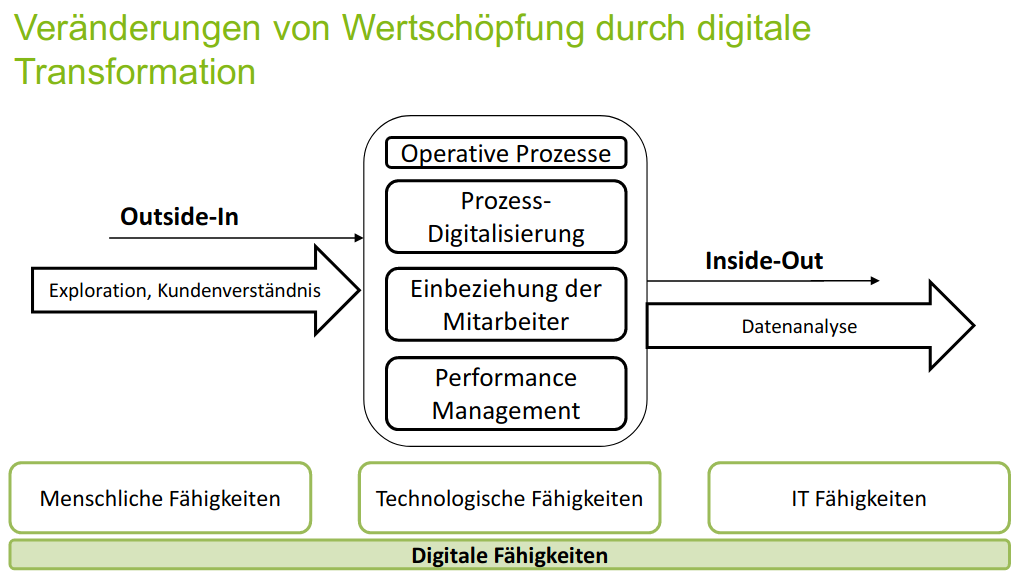 Veränderungen von Wertschöpfung durch digitale
Transformation
Operative Prozesse
Prozess-
Digitalisierung
Outside-In
Exploration, Kundenverständnis
Einbeziehung der
Mitarbeiter
Inside-Out
Datenanalyse
Performance
Management
Menschliche Fähigkeiten
Technologische Fähigkeiten
IT Fähigkeiten
Digitale Fähigkeiten